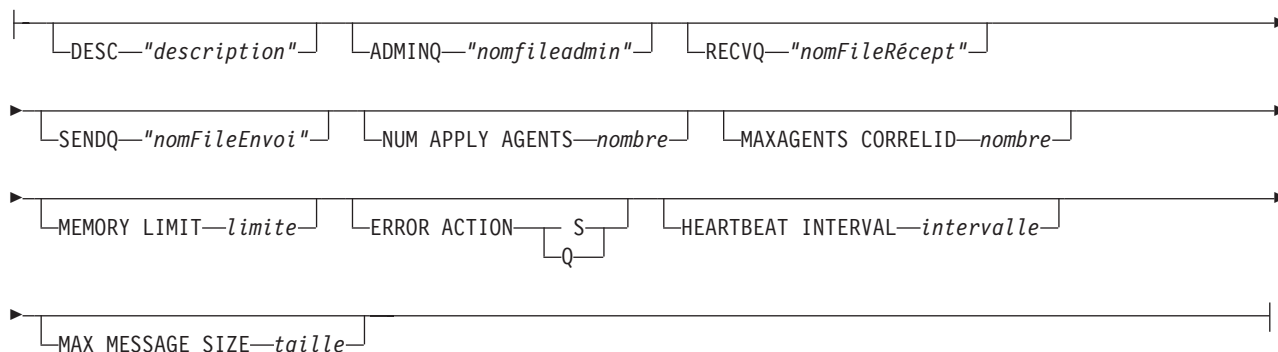 DESC "description" ADMINQ "nomfileadmin" RECVQ "nomFileRécept"
SENDQ "nomFileEnvoi" NUM APPLY AGENTS nombre MAXAGENTS CORRELID nombre
MEMORY LIMIT limite ERROR ACTION S HEARTBEAT INTERVAL intervalle
Q
MAX MESSAGE SIZE taille